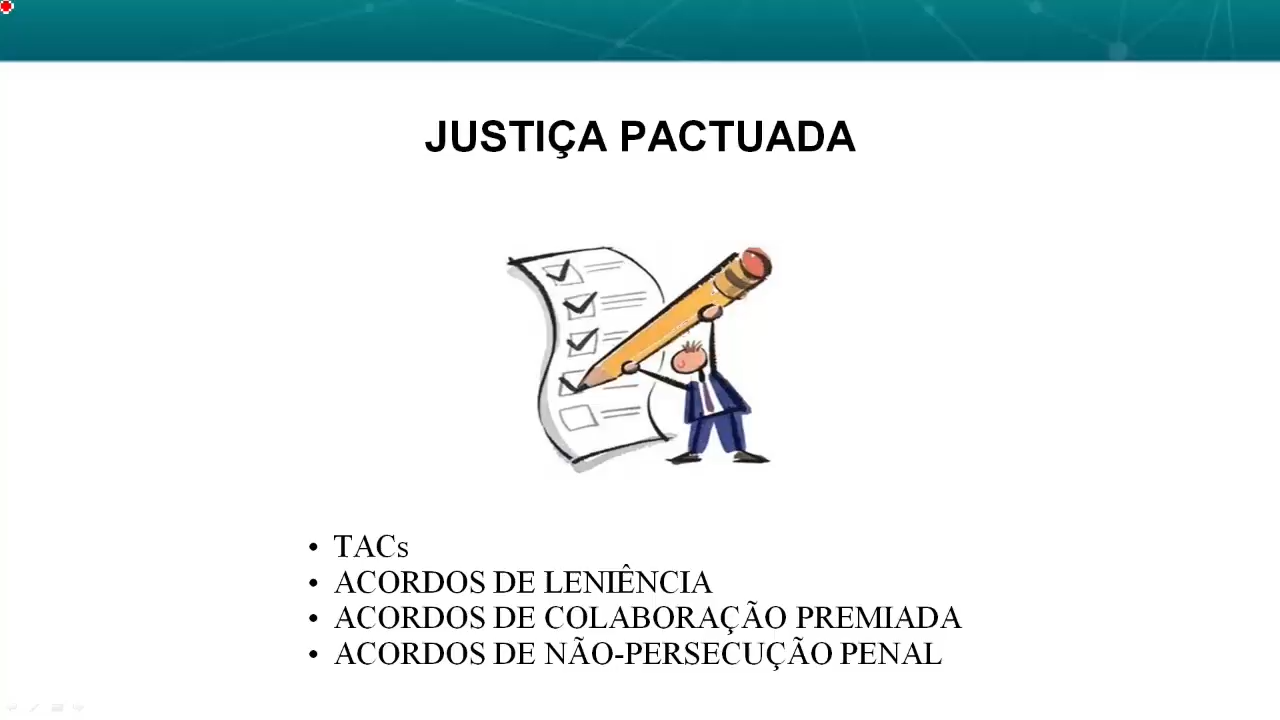 JUSTIÇA PACTUADA
• TACs
• ACORDOS DE LENIÊNCIA
• ACORDOS DE COLABORAÇÃO PREMIADA
• ACORDOS DE NÃO-PERSECUÇÃO PENAL